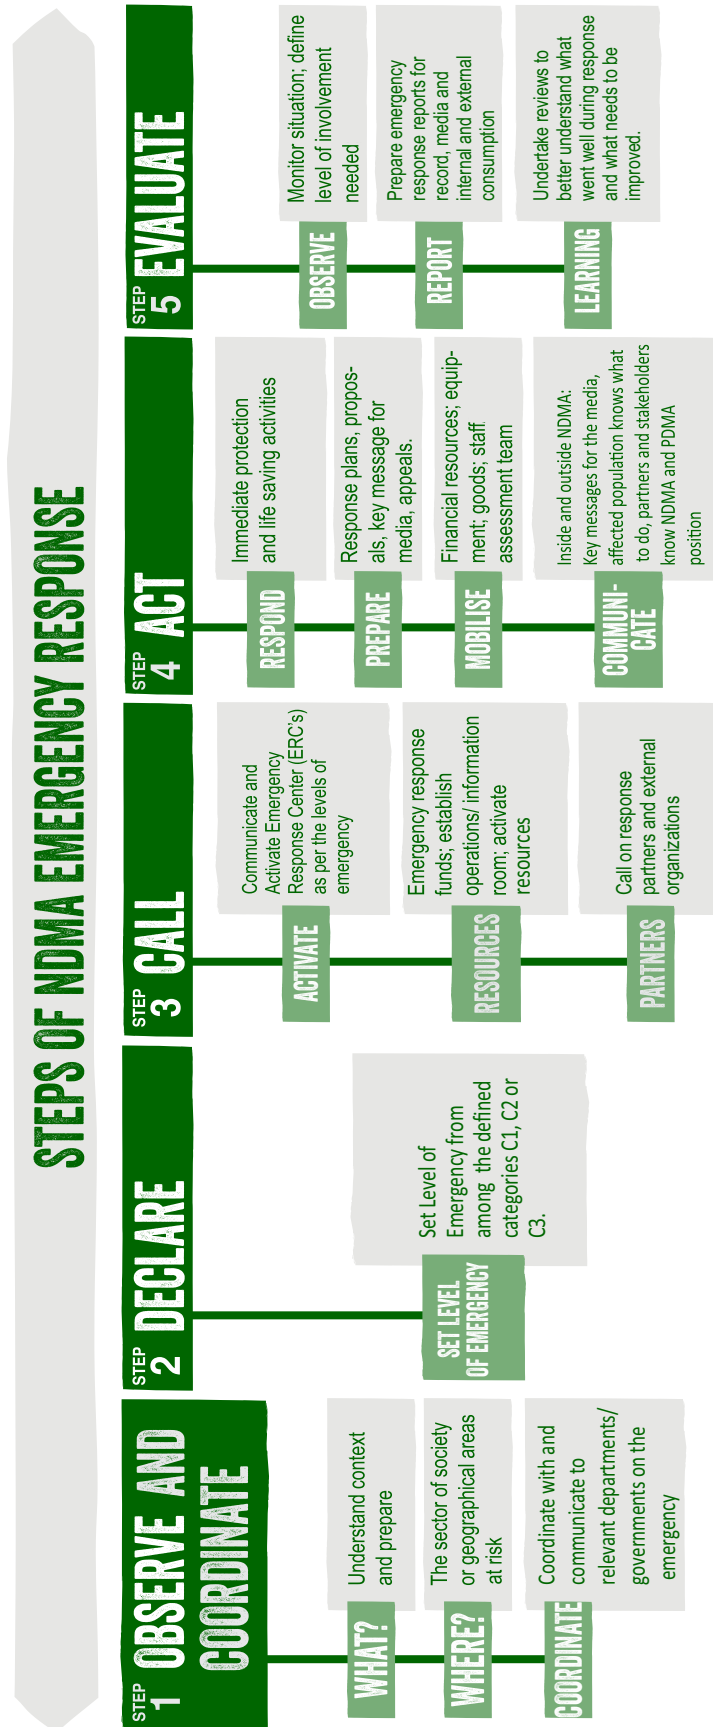 STEPS OF NDMA EMERGENCY RESPONSE
STEP
1
OBSERVE AND
COORDINATE
WHAT?
Understand context
and prepare
WHERE?
The sector of society
or geographical areas
at risk
COORDINATE
Coordinate with and
communicate to
relevant departments/
governments on the
emergency
STEP
2
DECLARE
SET LEVEL
OF EMERGENCY
Set Level of
Emergency from
among the defined
categories C1, C2 or
C3.
STEP
3
CALL
ACTIVATE
Communicate and
Activate Emergency
Response Center (ERC's)
as per the levels of
emergency
RESOURCES
Emergency response
funds; establish
operations/ information
room; activate
resources
PARTNERS
Call on response
partners and external
organizations
STEP
4
ACT
RESPOND
Immediate protection
and life saving activities
PREPARE
Response plans, propos-
als, key message for
media, appeals.
MOBILISE
Financial resources; equip-
ment; goods; staff
assessment team
COMMUNI-
CATE
Inside and outside NDMA:
Key messages for the media,
affected population knows what
to do, partners and stakeholders
know NDMA and PDMA
position
STEP
5
EVALUATE
OBSERVE
Monitor situation; define
level of involvement
needed
REPORT
Prepare emergency
response reports for
record, media and
internal and external
consumption
LEARNING
Undertake reviews to
better understand what
went well during response
and what needs to be
improved.